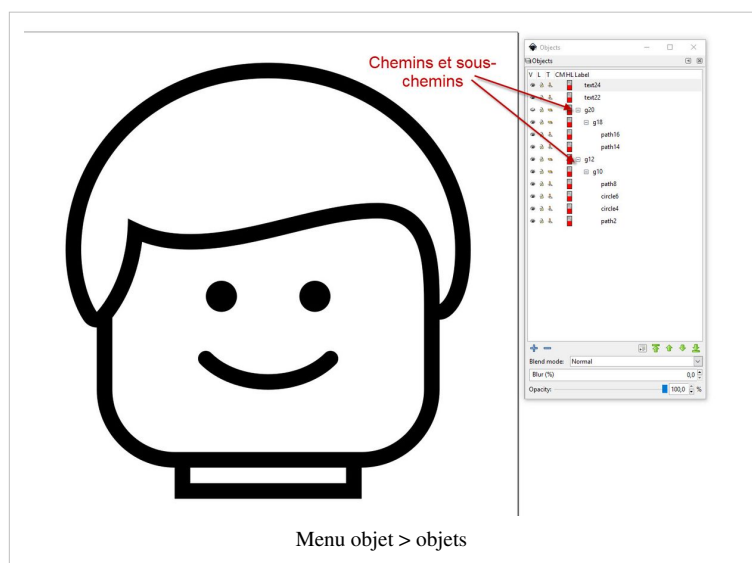 Chemins et sous-
chemins
Objects
Objects
V L T CM HL Label
text24
text22
g20
g18
path16
path14
g12
g10
path8
circle6
circle4
path2
Blend mode: Normal
Blur (%) 0,0
Opacity: 100,0 %
Menu objet > objets